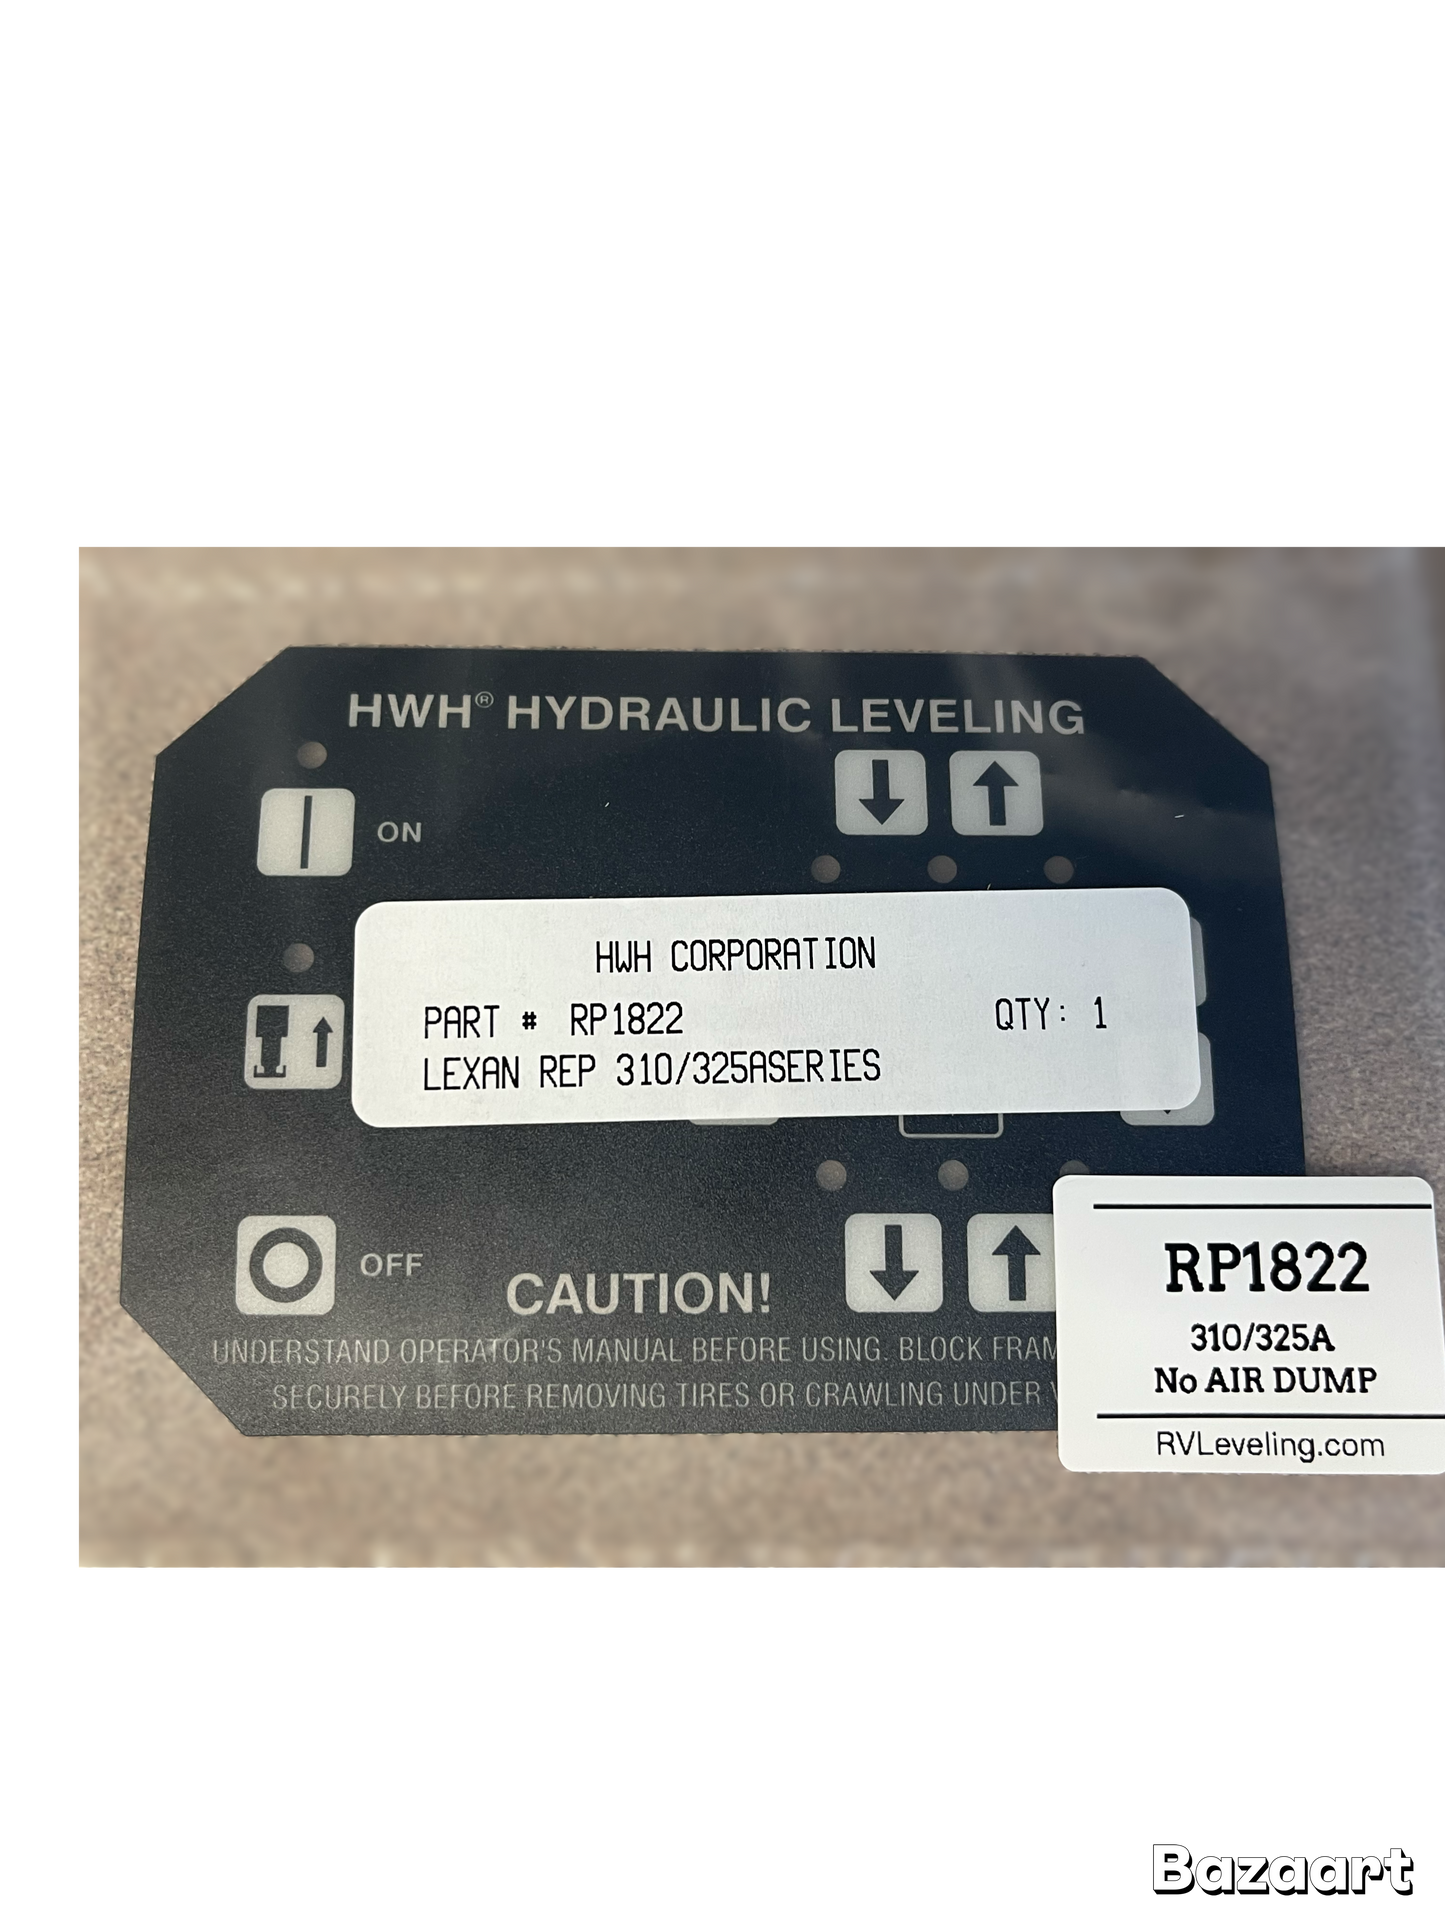 HWH® HYDRAULIC LEVELING
ON
HWH CORPORATION
PART # RP1822 QTY: 1
LEXAN REP 310/325ASERIES
OFF
CAUTION!
UNDERSTAND OPERATOR'S MANUAL BEFORE USING. BLOCK FRAM
SECURELY BEFORE REMOVING TIRES OR CRAWLING UNDER
RP1822
310/325A
No AIR DUMP
RVLeveling.com
Bazaart